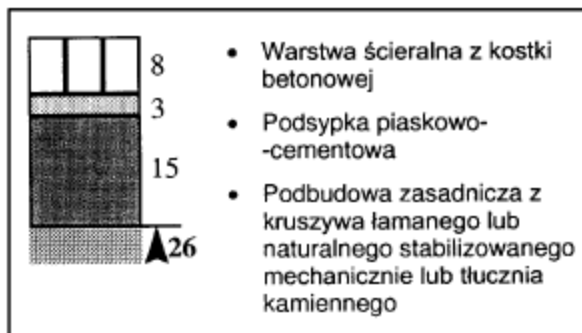 8
3
15
26
• Warstwa ścieralna z kostki
betonowej
• Podsypka piaskowo-
-cementowa
• Podbudowa zasadnicza z
kruszywa łamanego lub
naturalnego stabilizowanego
mechanicznie lub tłucznia
kamiennego